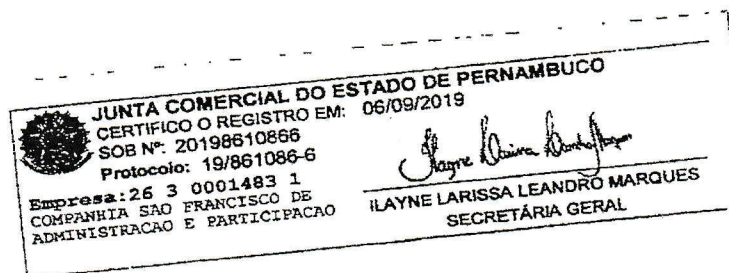 JUNTA COMERCIAL DO ESTADO DE PERNAMBUCO
CERTIFICO O REGISTRO EM: 06/09/2019
SOB Nº: 20198610866
Protocolo: 19/861086-6
Empresa:26 3 0001483 1
COMPANHIA SAO FRANCISCO DE
ADMINISTRACAO E PARTICIPACAO
ILAYNE LARISSA LEANDRO MARQUES
SECRETÁRIA GERAL